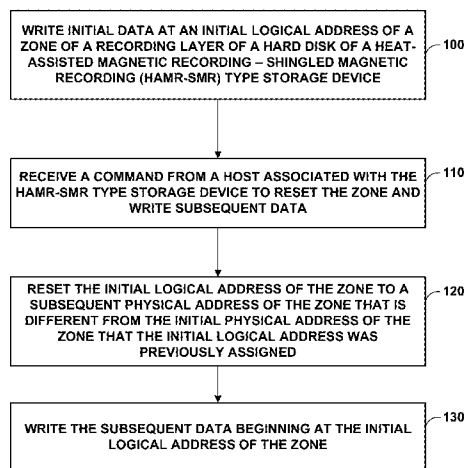 WRITE INITIAL DATA AT AN INITIAL LOGICAL ADDRESS OF A
ZONE OF A RECORDING LAYER OF A HARD DISK OF A HEAT-
ASSISTED MAGNETIC RECORDING – SHINGLED MAGNETIC
RECORDING (HAMR-SMR) TYPE STORAGE DEVICE
100
RECEIVE A COMMAND FROM A HOST ASSOCIATED WITH THE
HAMR-SMR TYPE STORAGE DEVICE TO RESET THE ZONE AND
WRITE SUBSEQUENT DATA
110
RESET THE INITIAL LOGICAL ADDRESS OF THE ZONE TO A
SUBSEQUENT PHYSICAL ADDRESS OF THE ZONE THAT IS
DIFFERENT FROM THE INITIAL PHYSICAL ADDRESS OF THE
ZONE THAT THE INITIAL LOGICAL ADDRESS WAS
PREVIOUSLY ASSIGNED
120
WRITE THE SUBSEQUENT DATA BEGINNING AT THE INITIAL
LOGICAL ADDRESS OF THE ZONE
130